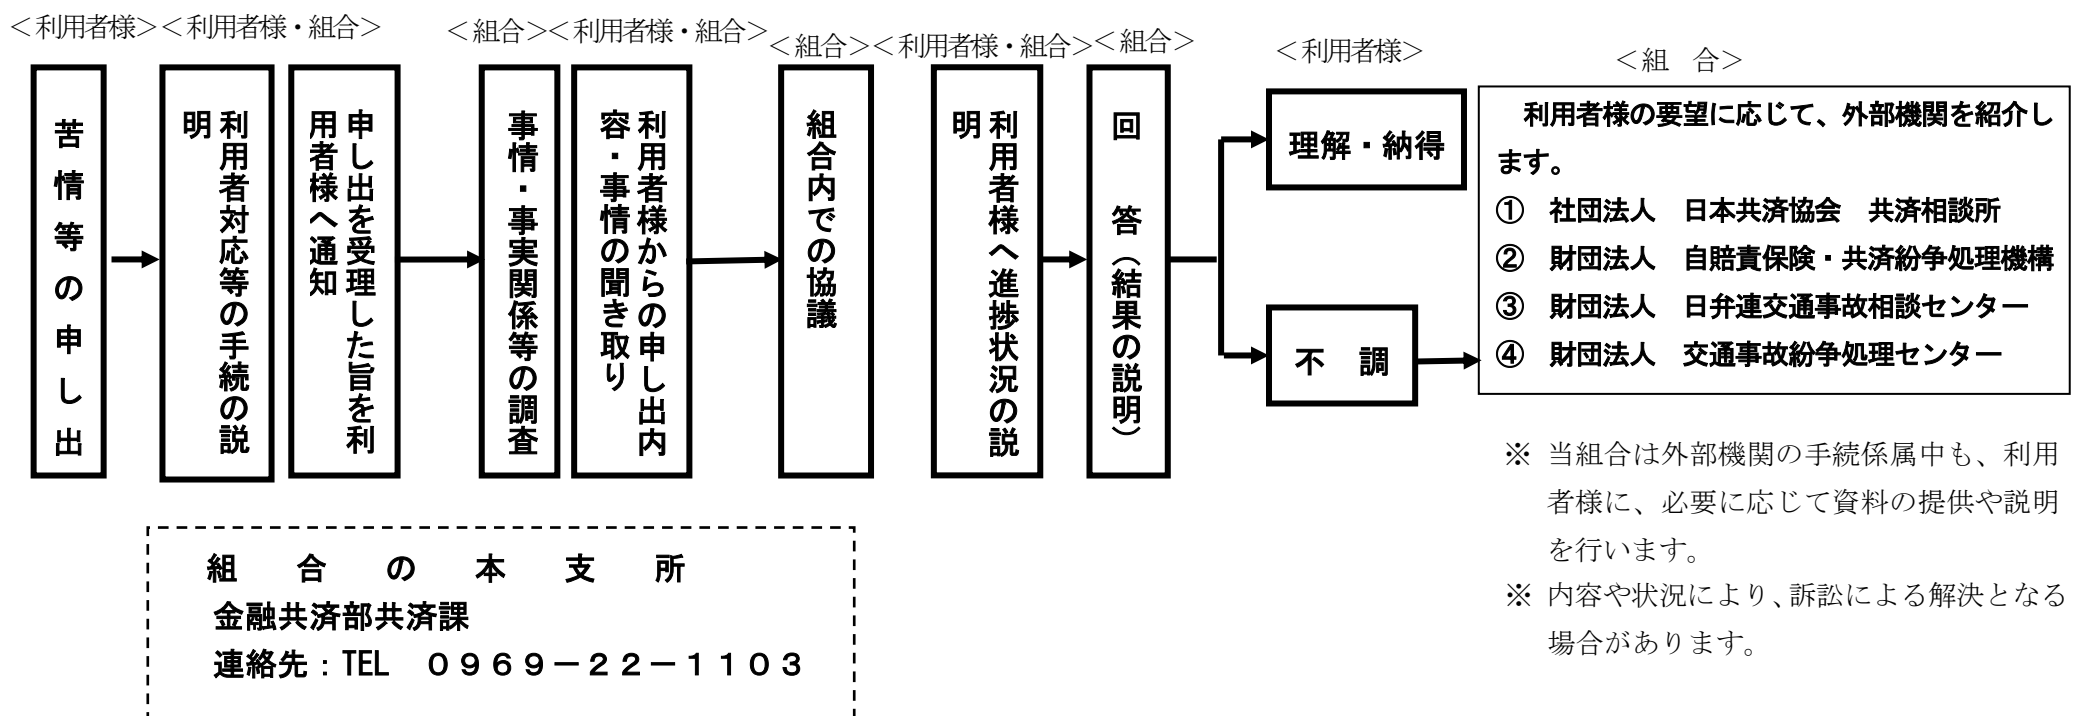 ＜利用者様＞
＜利用者様・組合＞
＜組合＞
＜利用者様・組合＞
＜組合＞
＜利用者様・組合＞
＜組合＞
＜利用者様＞
＜組　合＞
苦情等の申し出
利用者対応等の手続の説
明
申し出を受理した旨を利
用者様へ通知
事情・事実関係等の調査
利用者様からの申し出内
容・事情の聞き取り
組合内での協議
利用者様へ進捗状況の説
明
回　答（結果の説明）
理解・納得
不　調
利用者様の要望に応じて、外部機関を紹介し
ます。
①　社団法人　日本共済協会　共済相談所
②　財団法人　自賠責保険・共済紛争処理機構
③　財団法人　日弁連交通事故相談センター
④　財団法人　交通事故紛争処理センター
※ 当組合は外部機関の手続係属中も、利用
者様に、必要に応じて資料の提供や説明
を行います。
※ 内容や状況により、訴訟による解決となる
場合があります。
組　合　の　本　支　所
金融共済部共済課
連絡先：TEL　０９６９－２２－１１０３